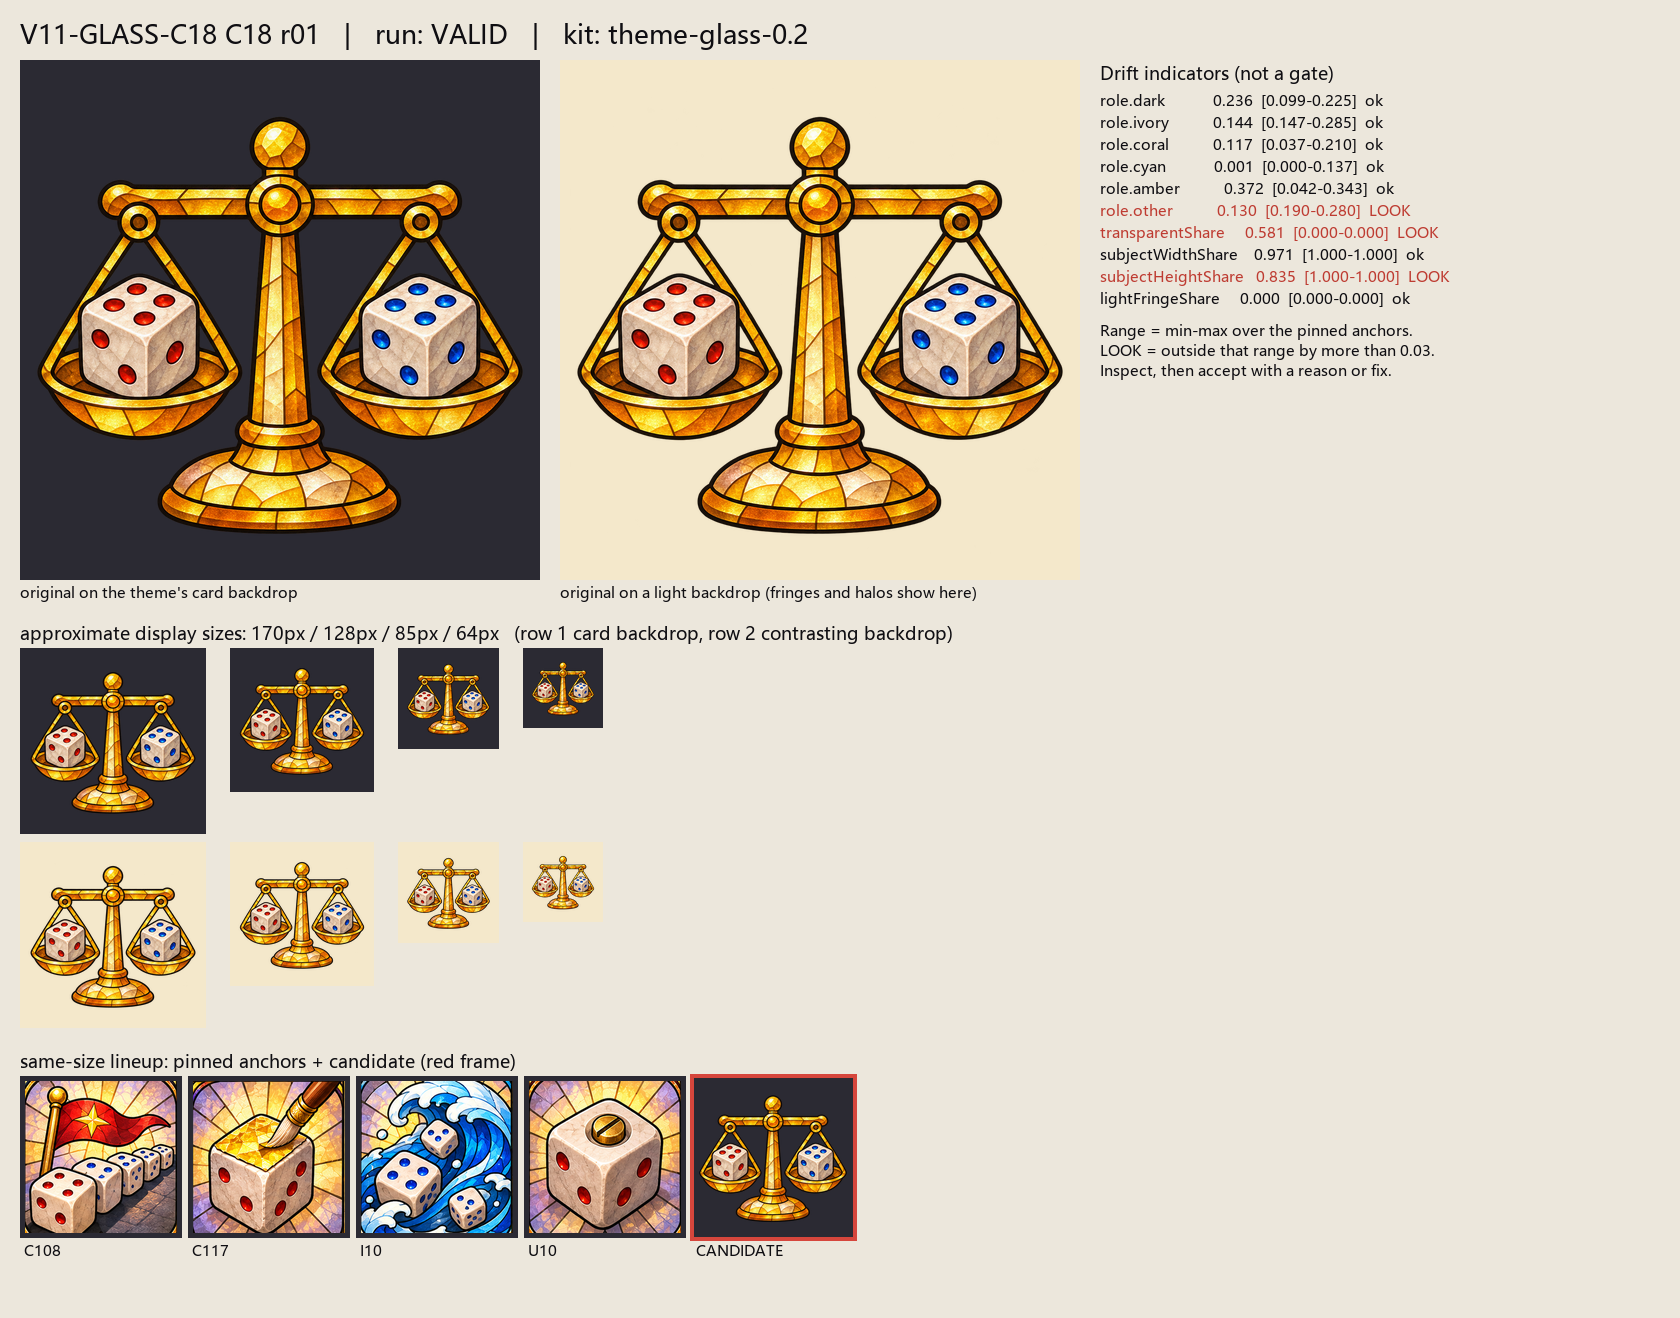 V11-GLASS-C18 C18 r01   |   run: VALID   |   kit: theme-glass-0.2
Drift indicators (not a gate)
role.dark 0.236 [0.099-0.225] ok
role.ivory 0.144 [0.147-0.285] ok
role.coral 0.117 [0.037-0.210] ok
role.cyan 0.001 [0.000-0.137] ok
role.amber 0.372 [0.042-0.343] ok
role.other 0.130 [0.190-0.280] LOOK
transparentShare 0.581 [0.000-0.000] LOOK
subjectWidthShare 0.971 [1.000-1.000] ok
subjectHeightShare 0.835 [1.000-1.000] LOOK
lightFringeShare 0.000 [0.000-0.000] ok
Range = min-max over the pinned anchors.
LOOK = outside that range by more than 0.03.
Inspect, then accept with a reason or fix.
original on the theme's card backdrop
original on a light backdrop (fringes and halos show here)
approximate display sizes: 170px / 128px / 85px / 64px   (row 1 card backdrop, row 2 contrasting backdrop)
same-size lineup: pinned anchors + candidate (red frame)
C108
C117
I10
U10
CANDIDATE